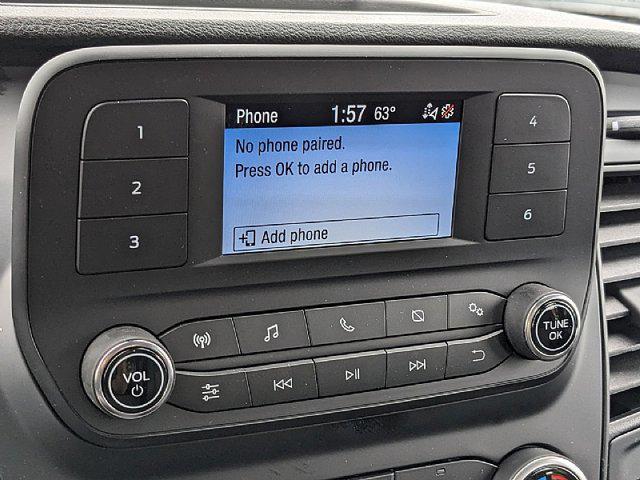 Phone 1:57 63°
No phone paired.
Press OK to add a phone.
Add phone
1
2
3
4
5
6
VOL
TUNE
OK